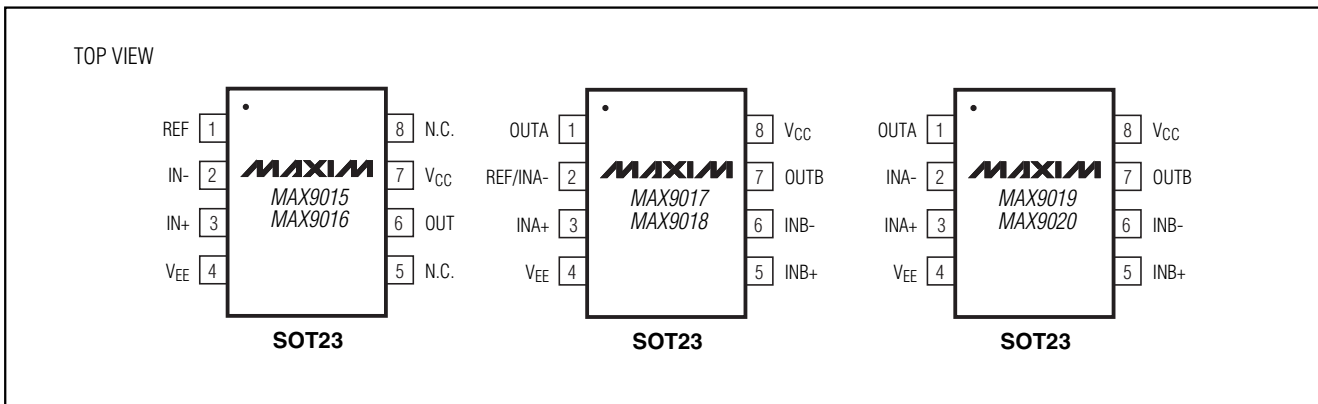 TOP VIEW
REF 1
IN- 2
IN+ 3
VEE 4
MAXIM
MAX9015
MAX9016
8 N.C.
7 VCC
6 OUT
5 N.C.
SOT23
OUTA 1
REF/INA- 2
INA+ 3
VEE 4
MAXIM
MAX9017
MAX9018
8 VCC
7 OUTB
6 INB-
5 INB+
SOT23
OUTA 1
INA- 2
INA+ 3
VEE 4
MAXIM
MAX9019
MAX9020
8 VCC
7 OUTB
6 INB-
5 INB+
SOT23